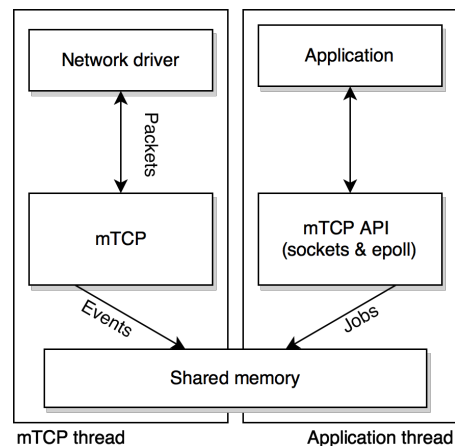 Network driver
Application
Packets
mTCP
mTCP API
(sockets & epoll)
Events
Jobs
Shared memory
mTCP thread
Application thread